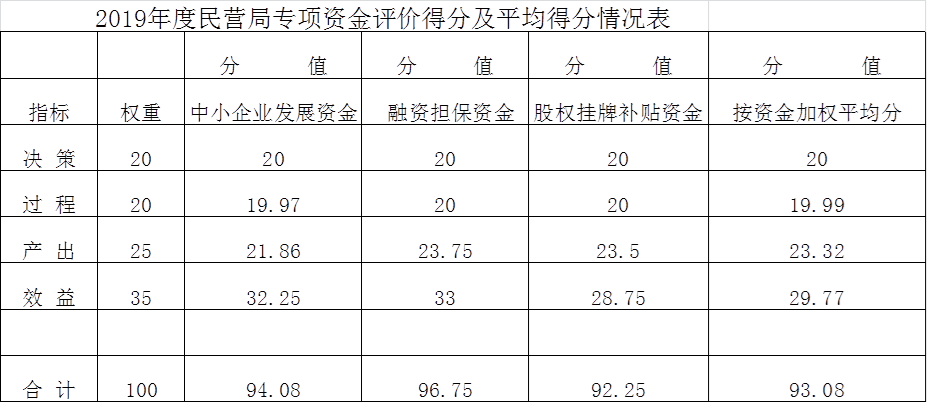 2019年度民营局专项资金评价得分及平均得分情况表
分 值 分 值 分 值 分 值
指标 权重 中小企业发展资金 融资担保资金 股权挂牌补贴资金 按资金加权平均分
决 策 20 20 20 20 20
过 程 20 19.97 20 20 19.99
产 出 25 21.86 23.75 23.5 23.32
效 益 35 32.25 33 28.75 29.77
合 计 100 94.08 96.75 92.25 93.08